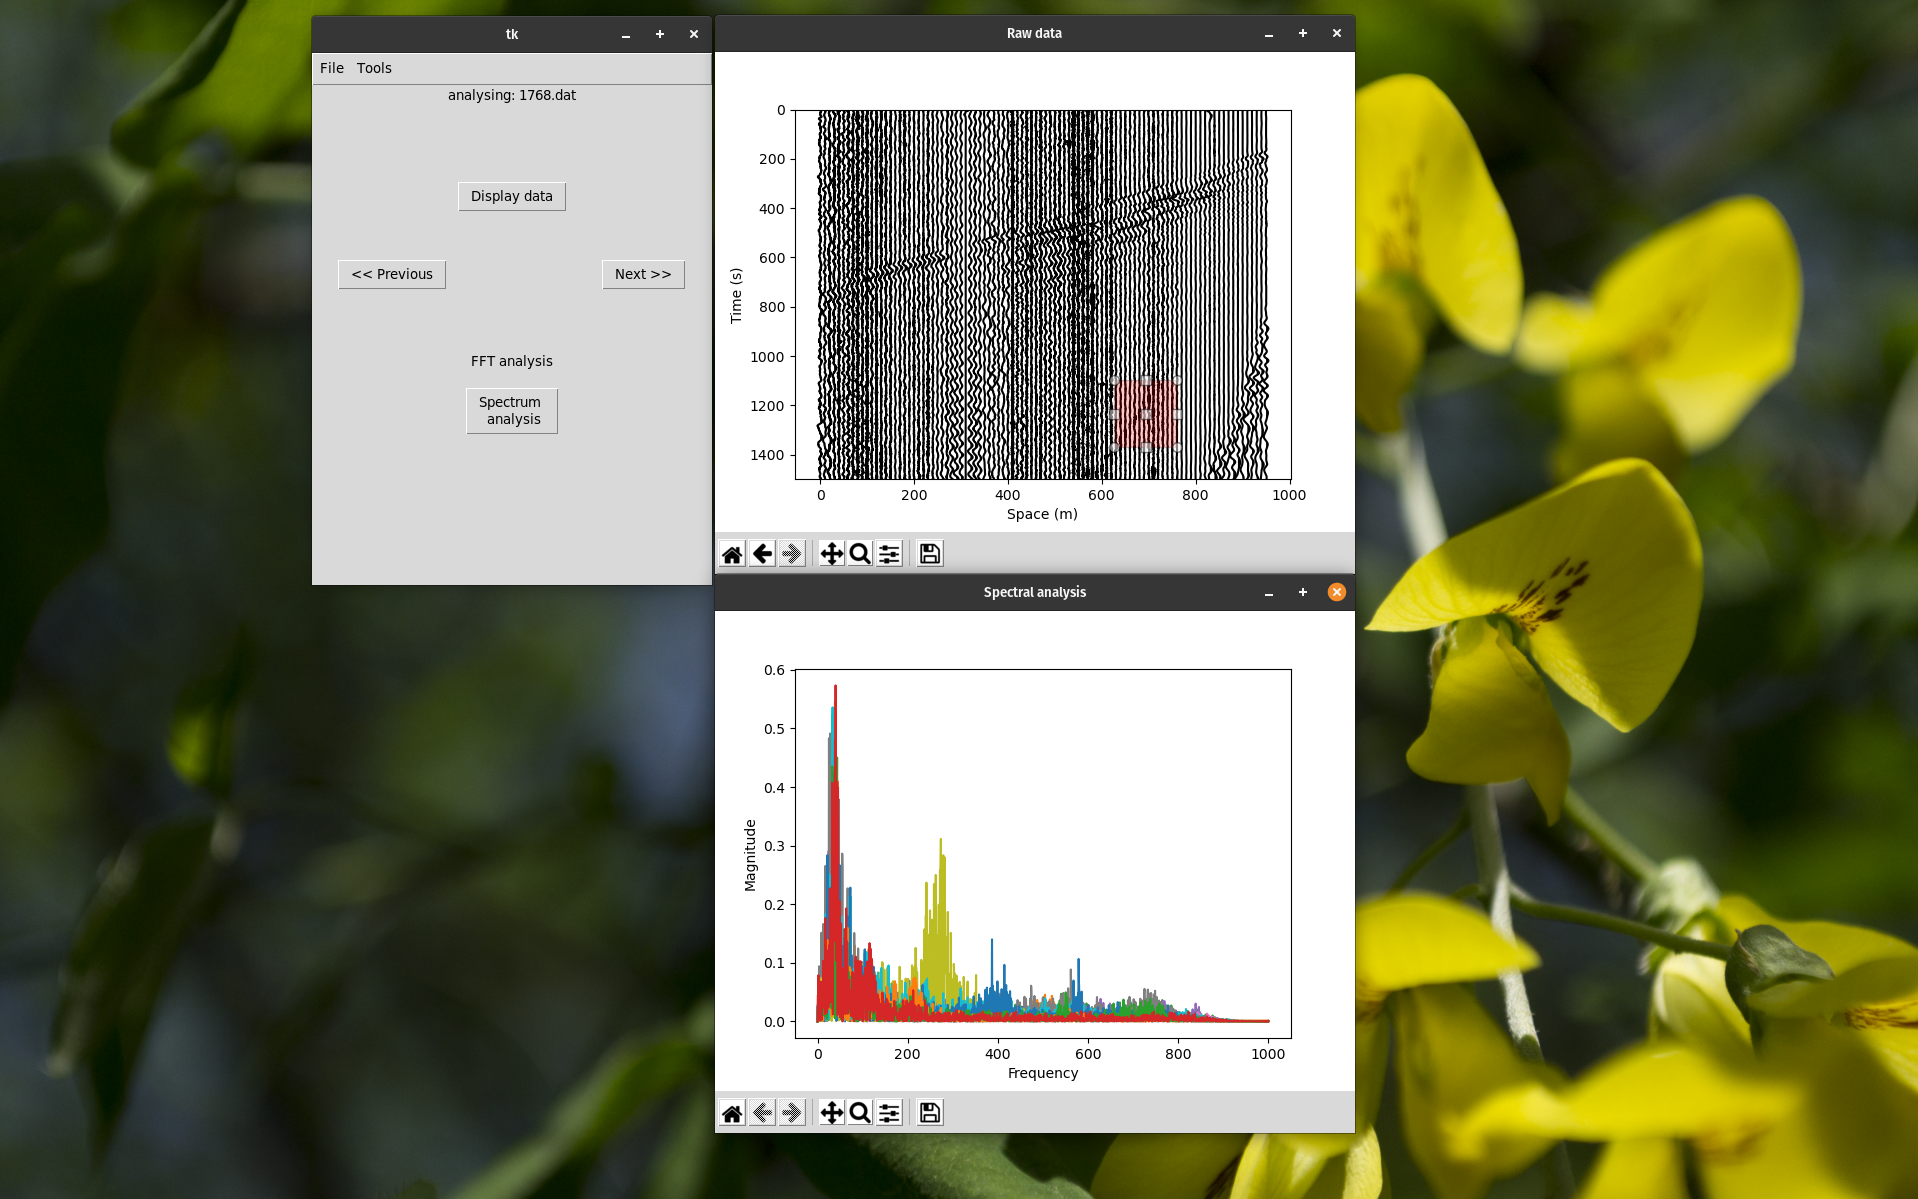 tk
File Tools
analysing: 1768.dat
Display data
<< Previous
Next >>
FFT analysis
Spectrum
analysis
Raw data
0
200
400
600
800
1000
1200
1400
Time (s)
0 200 400 600 800 1000
Space (m)
Spectral analysis
0.6
0.5
0.4
0.3
0.2
0.1
0.0
Magnitude
0 200 400 600 800 1000
Frequency